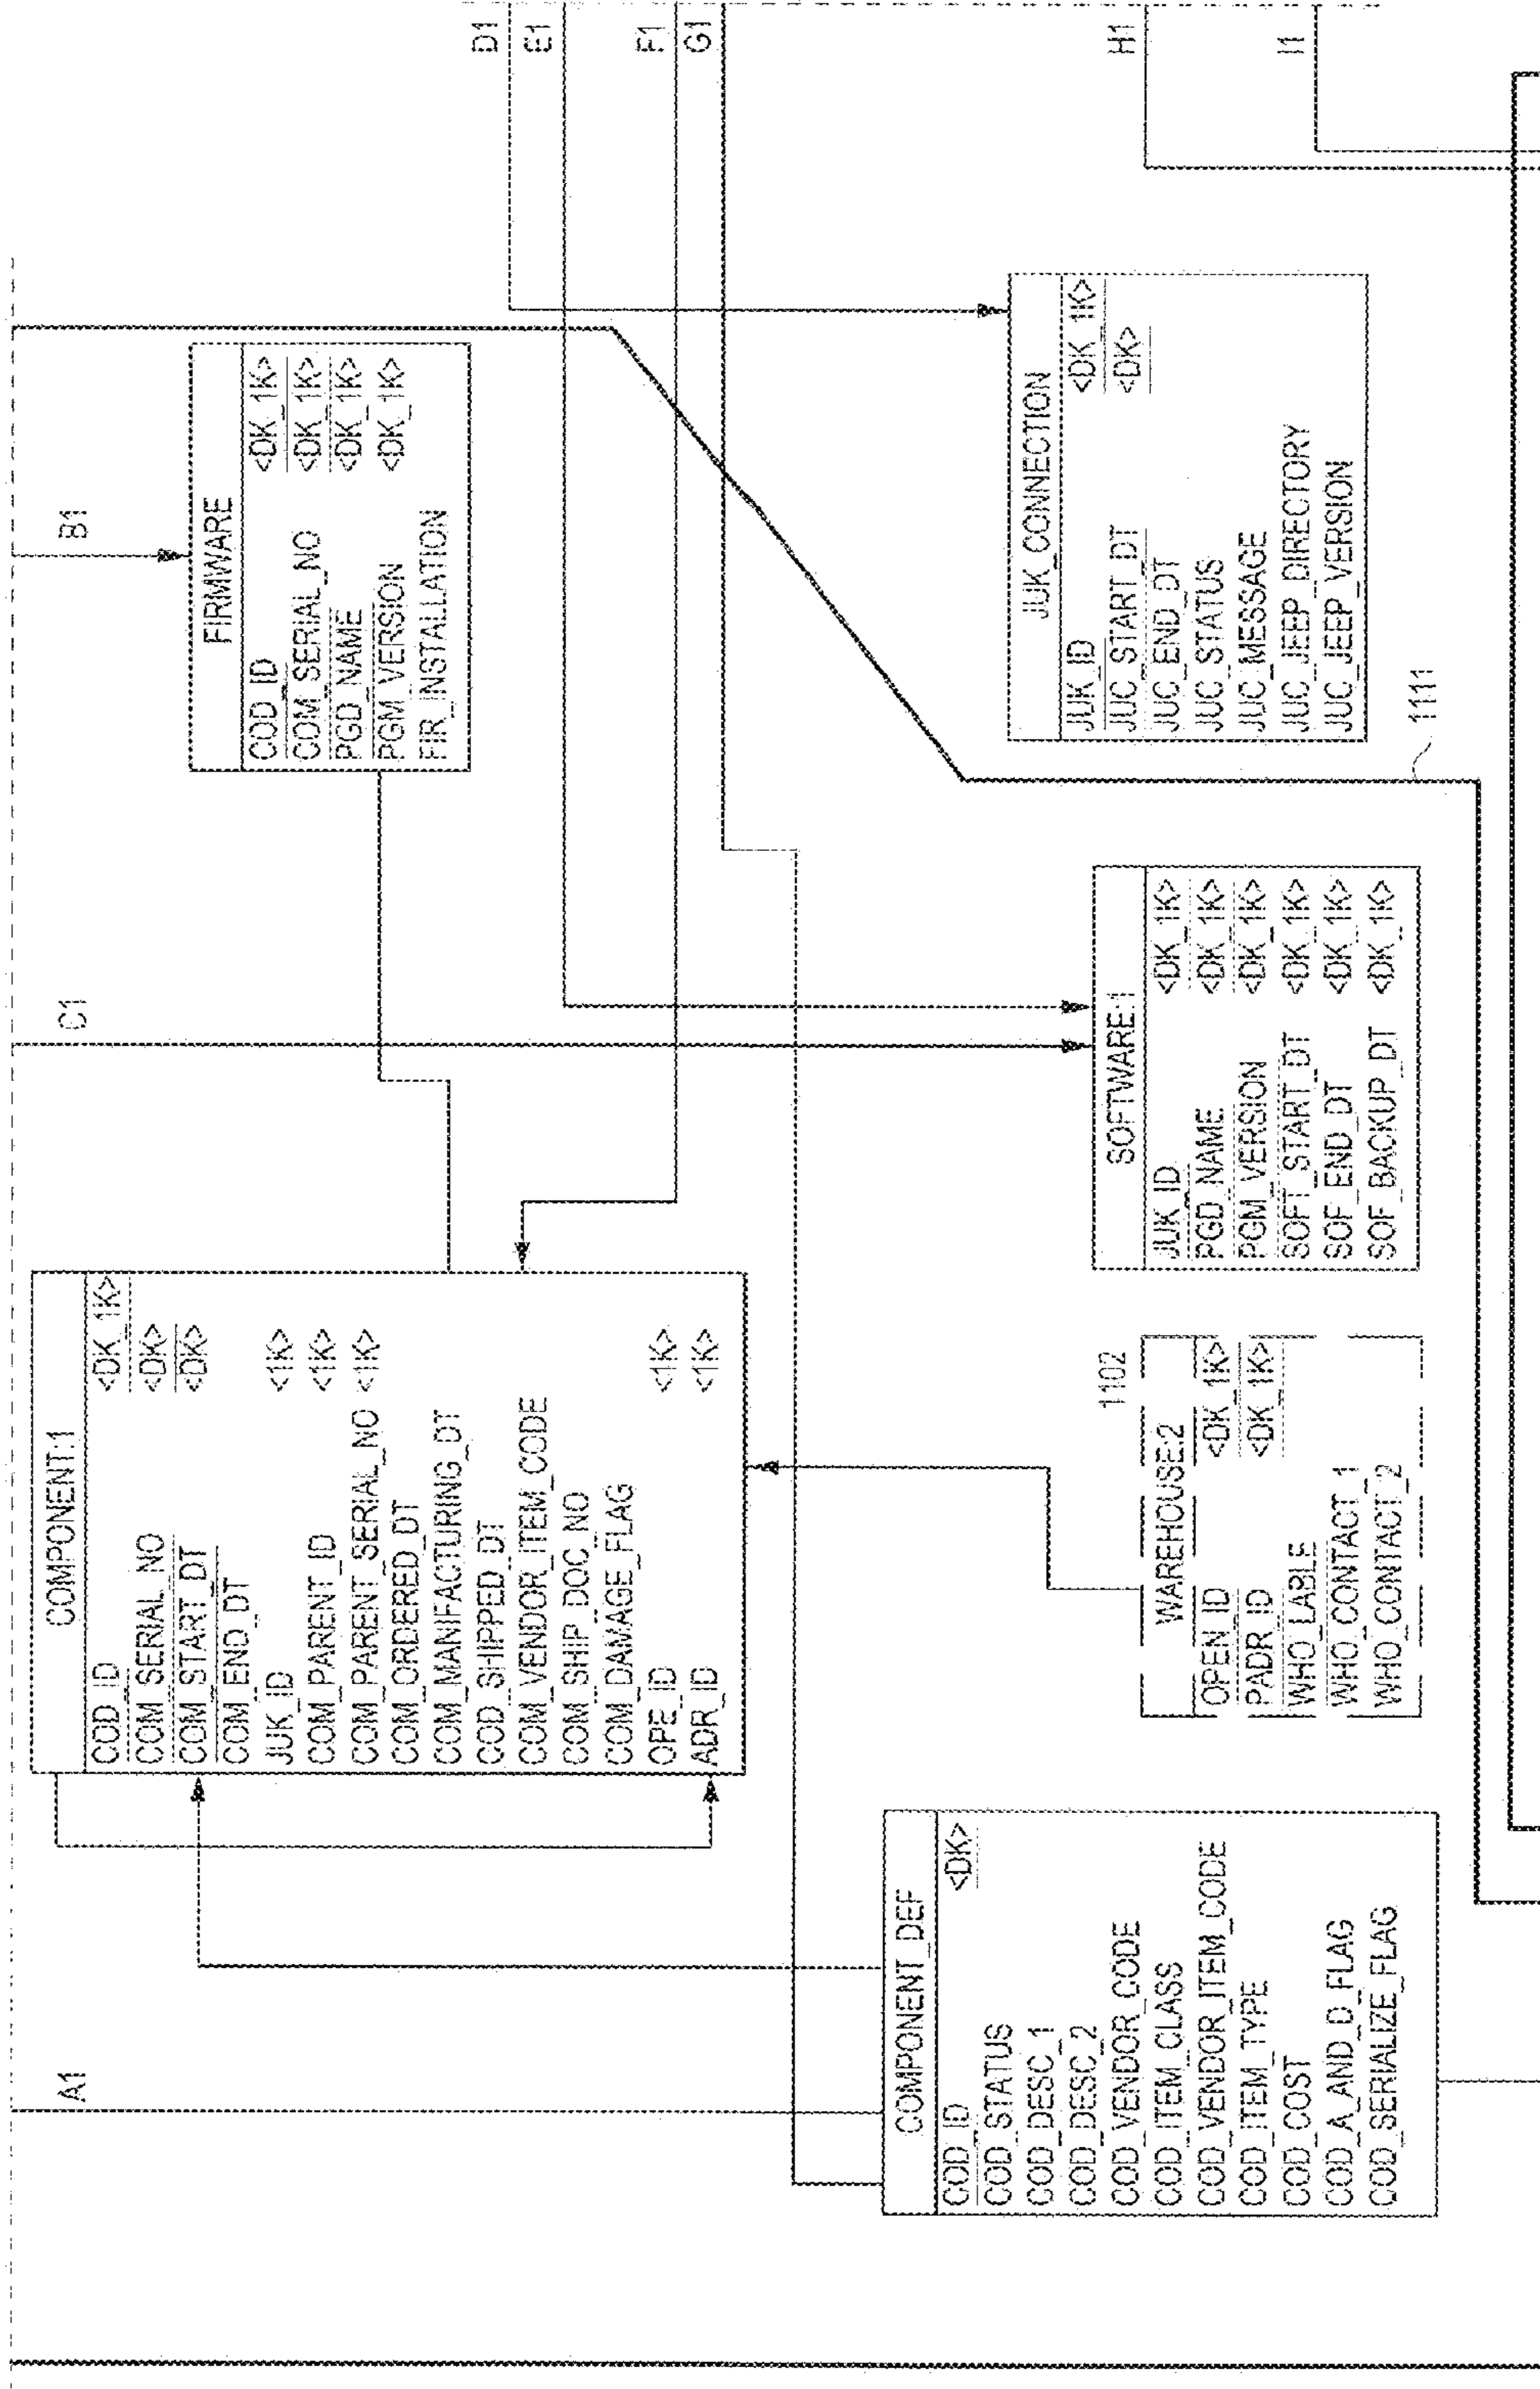 A1
C1
B1
D1
E1
F1
G1
H1
I1
COMPONENT:1
COD_ID <DK_1K>
COM_SERIAL_NO <DK>
COM_START_DT <DK>
COM_END_DT
JUK_ID <1K>
COM_PARENT_ID <1K>
COM_PARENT_SERIAL_NO <1K>
COM_ORDERED_DT
COM_MANIFACTURING_DT
COD_SHIPPED_DT
COM_VENDOR_ITEM_CODE
COM_SHIP_DOC_NO
COM_DAMAGE_FLAG
OPE_ID <1K>
ADR_ID <1K>
FIRMWARE
COD_ID <DK_1K>
COM_SERIAL_NO <DK_1K>
PGD_NAME <DK_1K>
PGM_VERSION <DK_1K>
FIR_INSTALLATION
COMPONENT_DEF
COD_ID <DK>
COD_STATUS
COD_DESC_1
COD_DESC_2
COD_VENDOR_CODE
COD_ITEM_CLASS
COD_VENDOR_ITEM_CODE
COD_ITEM_TYPE
COD_COST
COD_A_AND_D_FLAG
COD_SERIALIZE_FLAG
1102
WAREHOUSE:2
OPEN_ID <DK_1K>
PADR_ID <DK_1K>
WHO_LABLE
WHO_CONTACT_1
WHO_CONTACT_2
SOFTWARE:1
JUK_ID <DK_1K>
PGD_NAME <DK_1K>
PGM_VERSION <DK_1K>
SOFT_START_DT <DK_1K>
SOF_END_DT <DK_1K>
SOF_BACKUP_DT <DK_1K>
JUK_CONNECTION
JUK_ID <DK_1K>
JUC_START_DT <DK>
JUC_END_DT
JUC_STATUS
JUC_MESSAGE
JUC_JEEP_DIRECTORY
JUC_JEEP_VERSION
1111